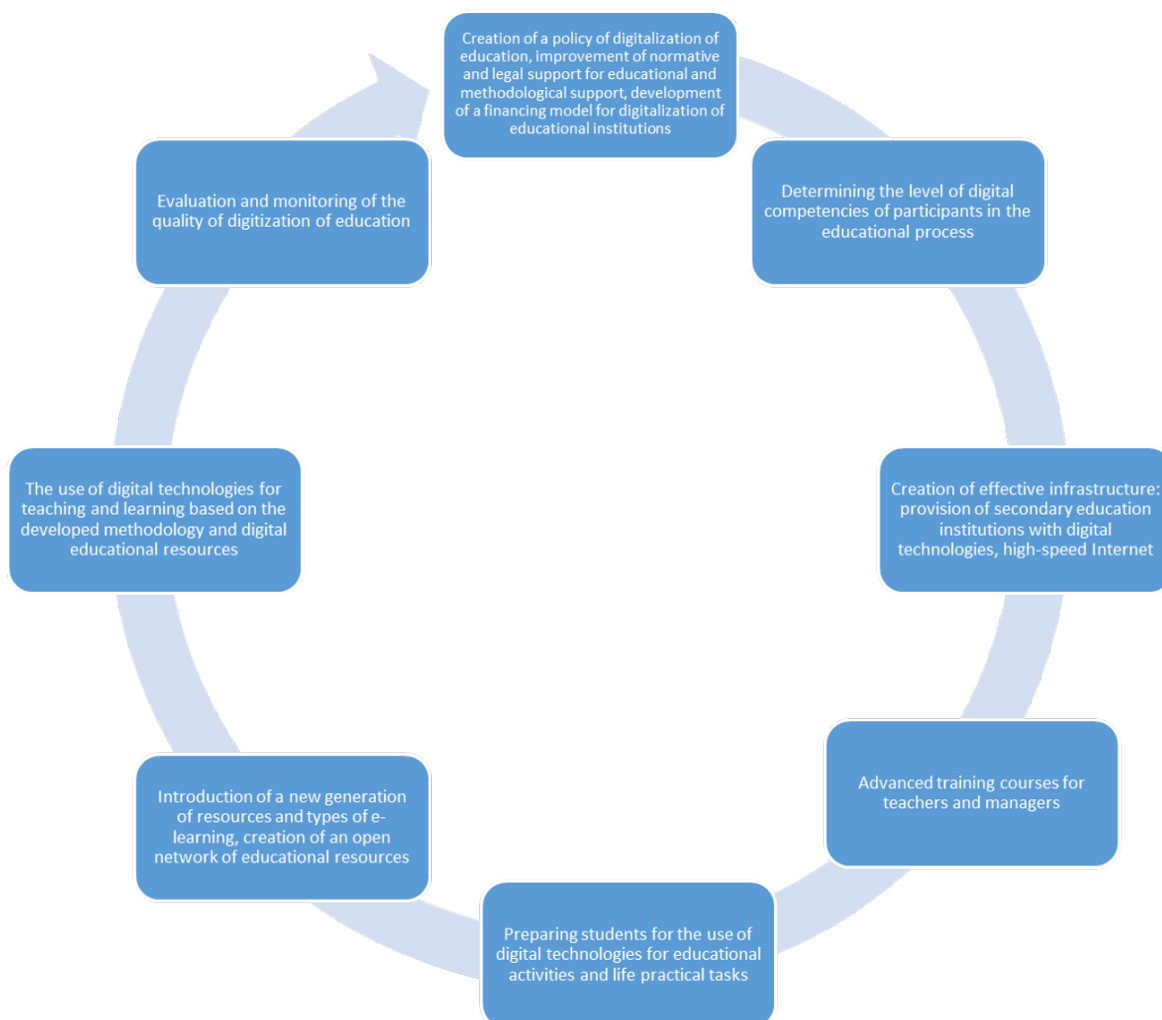 Creation of a policy of digitalization of
education, improvement of normative
and legal support for educational and
methodological support, development
of a financing model for digitalization of
educational institutions
Determining the level of digital
competencies of participants in the
educational process
Creation of effective infrastructure:
provision of secondary education
institutions with digital
technologies, high-speed Internet
Advanced training courses for
teachers and managers
Preparing students for the use of
digital technologies for educational
activities and life practical tasks
Introduction of a new generation
of resources and types of e-
learning, creation of an open
network of educational resources
The use of digital technologies for
teaching and learning based on the
developed methodology and digital
educational resources
Evaluation and monitoring of the
quality of digitization of education